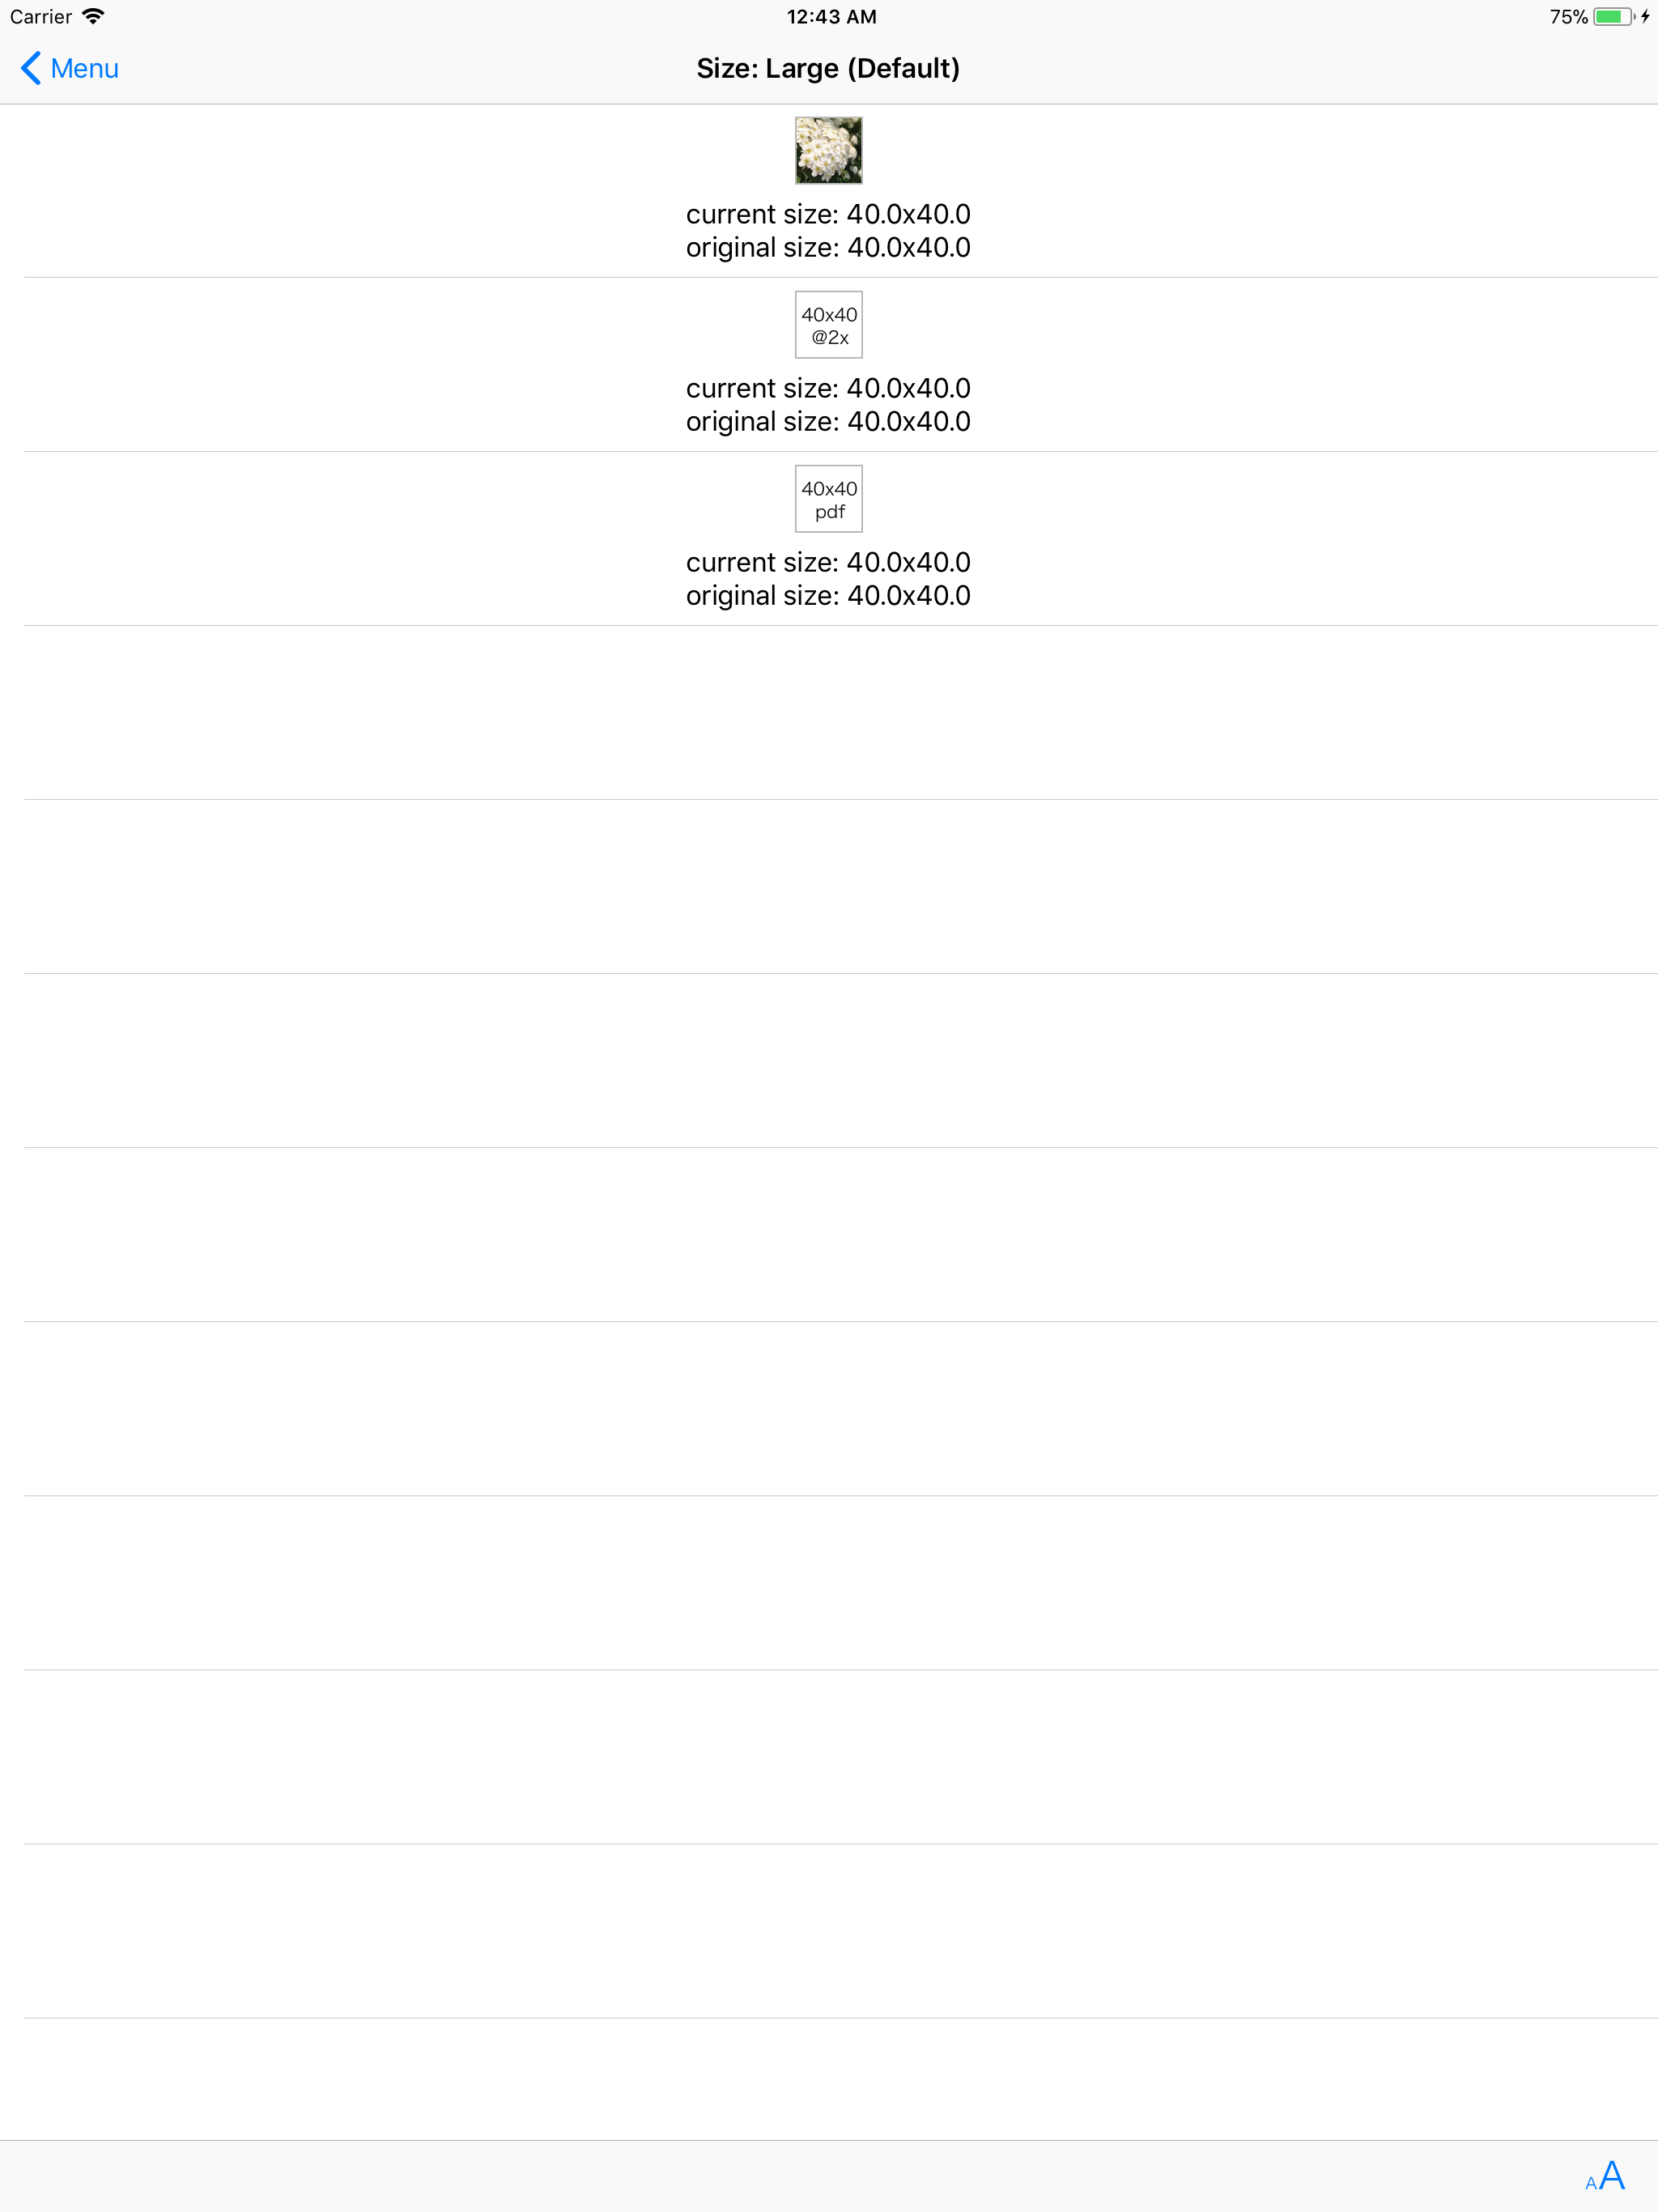 Carrier
12:43 AM
75%
Menu
Size: Large (Default)
current size: 40.0x40.0
original size: 40.0x40.0
40x40
@2x
current size: 40.0x40.0
original size: 40.0x40.0
40x40
pdf
current size: 40.0x40.0
original size: 40.0x40.0
AA